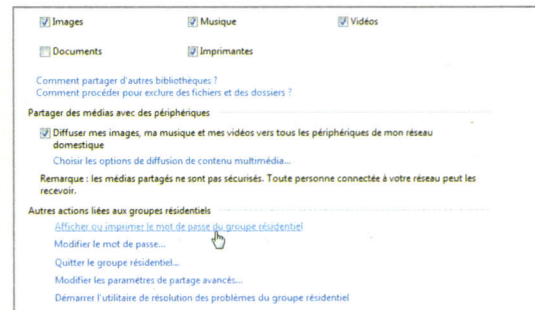 Images Musique Vidéos
Documents Imprimantes
Comment partager d'autres bibliothèques ?
Comment procéder pour exclure des fichiers et des dossiers ?
Partager des médias avec des périphériques
Diffuser mes images, ma musique et mes vidéos vers tous les périphériques de mon réseau
domestique
Choisir les options de diffusion de contenu multimédia...
Remarque : les médias partagés ne sont pas sécurisés. Toute personne connectée à votre réseau peut les
recevoir.
Autres actions liées aux groupes résidentiels
Afficher ou imprimer le mot de passe du groupe résidentiel
Modifier le mot de passe...
Quitter le groupe résidentiel...
Modifier les paramètres de partage avancés...
Démarrer l'utilitaire de résolution des problèmes du groupe résidentiel